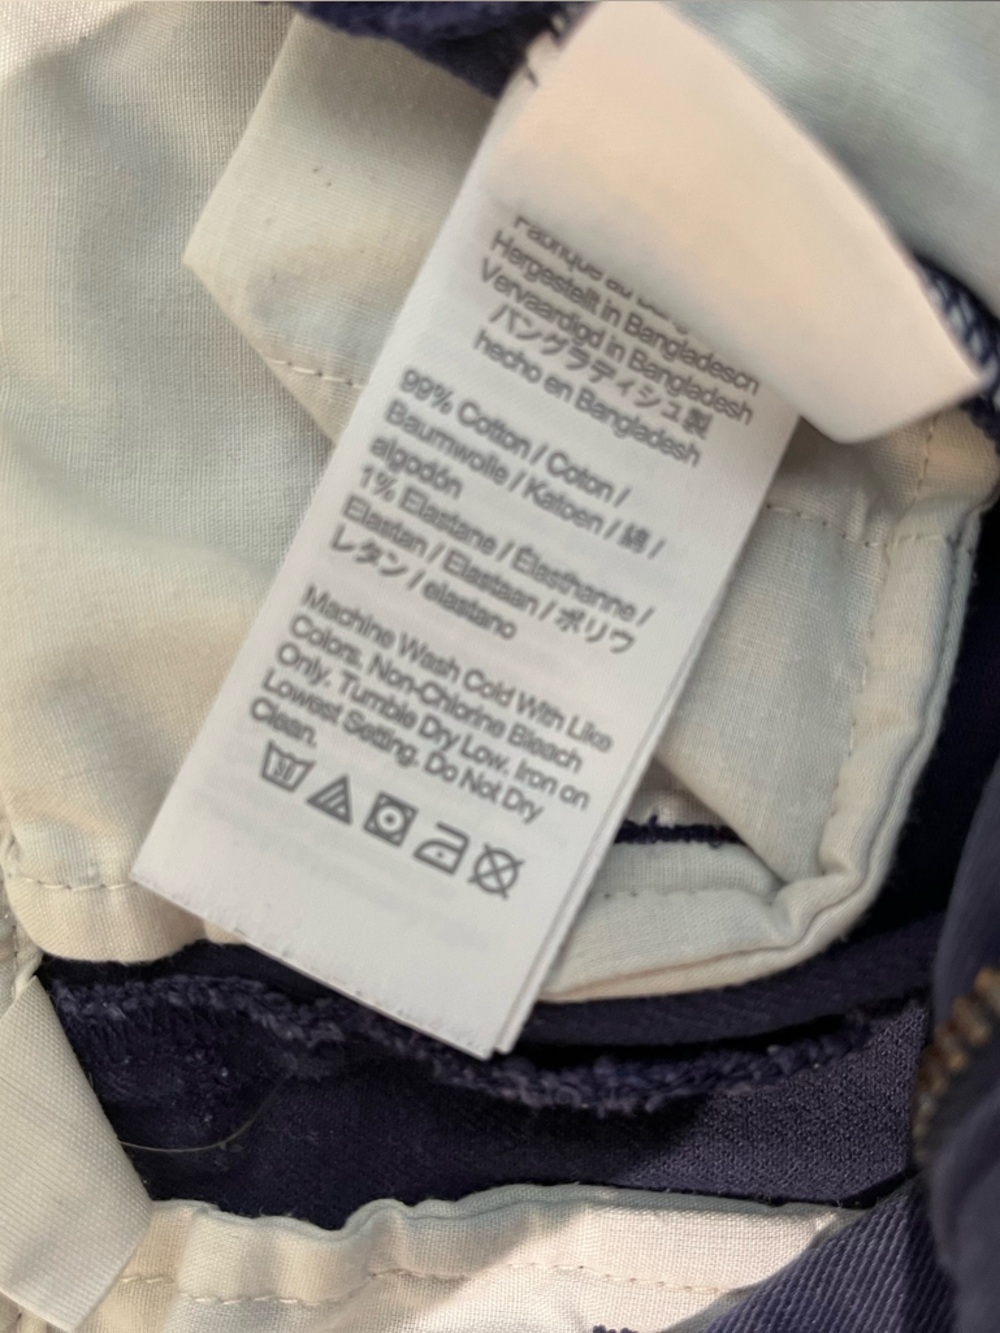 Fabriqué au
Hergestellt in Bangladesch
Vervaardigd in Bangladesh
バングラディシュ製
hecho en Bangladesh
99% Cotton / Coton /
Baumwolle / Katoen / 綿 /
algodón
1% Elastane / Élasthanne /
Elastan / Elastaan / ポリウ
レタン / elastano
Machine Wash Cold With Like
Colors. Non-Chlorine Bleach
Only. Tumble Dry Low. Iron on
Lowest Setting. Do Not Dry
Clean.
30